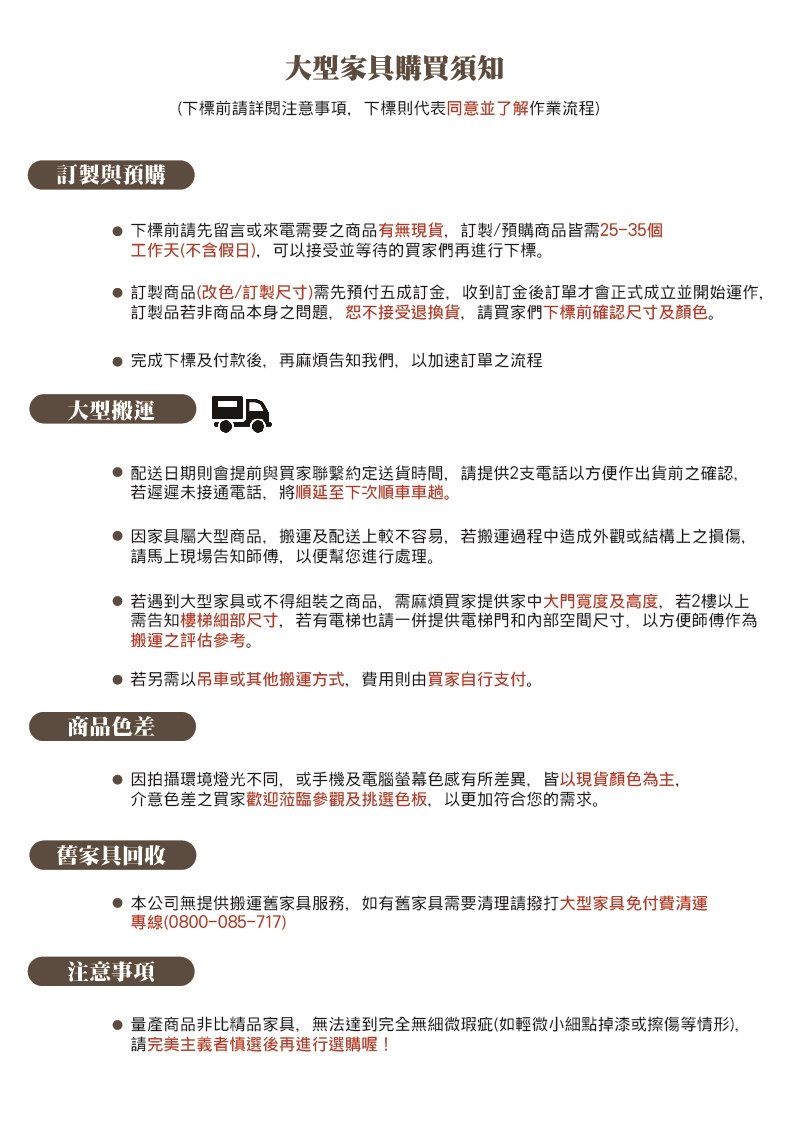 大型家具購買須知
(下標前請詳閱注意事項，下標則代表同意並了解作業流程)
訂製與預購
● 下標前請先留言或來電需要之商品有無現貨，訂製/預購商品皆需25-35個
工作天(不含假日)，可以接受並等待的買家們再進行下標。
● 訂製商品(改色/訂製尺寸)需先預付五成訂金，收到訂金後訂單才會正式成立並開始運作，
訂製品若非商品本身之問題，恕不接受退換貨，請買家們下標前確認尺寸及顏色。
● 完成下標及付款後，再麻煩告知我們，以加速訂單之流程
大型搬運
● 配送日期則會提前與買家聯繫約定送貨時間，請提供2支電話以方便作出貨前之確認，
若遲遲未接通電話，將順延至下次順車車趟。
● 因家具屬大型商品，搬運及配送上較不容易，若搬運過程中造成外觀或結構上之損傷，
請馬上現場告知師傅，以便幫您進行處理。
● 若遇到大型家具或不得組裝之商品，需麻煩買家提供家中大門寬度及高度，若2樓以上
需告知樓梯細部尺寸，若有電梯也請一併提供電梯門和內部空間尺寸，以方便師傅作為
搬運之評估參考。
● 若另需以吊車或其他搬運方式，費用則由買家自行支付。
商品色差
● 因拍攝環境燈光不同，或手機及電腦螢幕色感有所差異，皆以現貨顏色為主，
介意色差之買家歡迎蒞臨參觀及挑選色板，以更加符合您的需求。
舊家具回收
● 本公司無提供搬運舊家具服務，如有舊家具需要清理請撥打大型家具免付費清運
專線(0800-085-717)
注意事項
● 量產商品非比精品家具，無法達到完全無細微瑕疵(如輕微小細點掉漆或擦傷等情形)，
請完美主義者慎選後再進行選購喔！